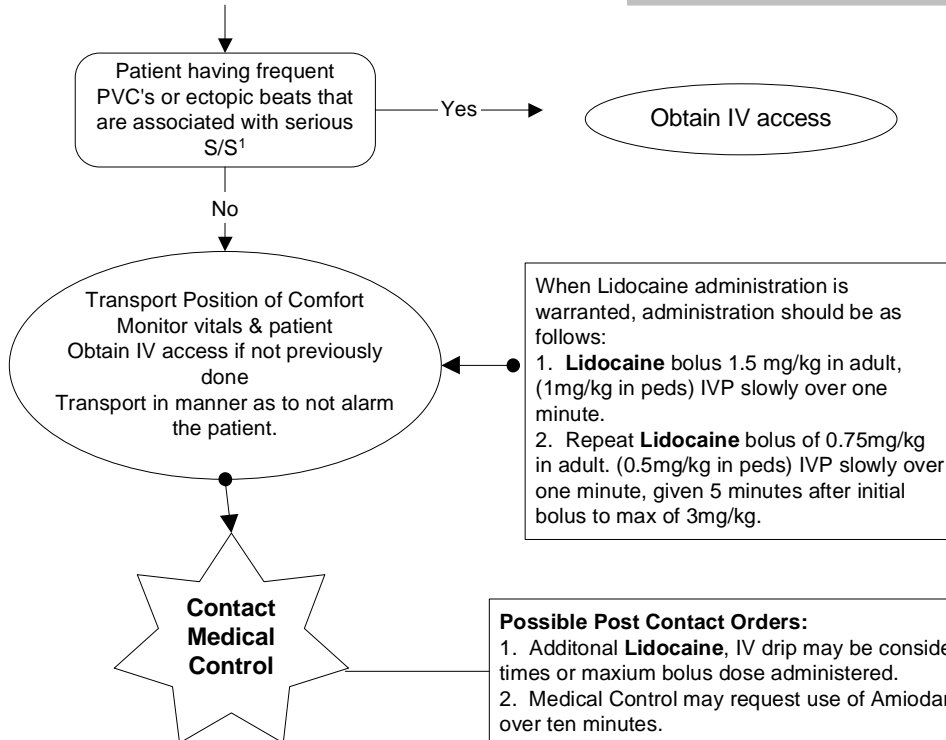 Patient having frequent
PVC's or ectopic beats that
are associated with serious
S/S¹
Yes
Obtain IV access
No
Transport Position of Comfort
Monitor vitals & patient
Obtain IV access if not previously
done
Transport in manner as to not alarm
the patient.
When Lidocaine administration is
warranted, administration should be as
follows:
1. Lidocaine bolus 1.5 mg/kg in adult,
(1mg/kg in peds) IVP slowly over one
minute.
2. Repeat Lidocaine bolus of 0.75mg/kg
in adult. (0.5mg/kg in peds) IVP slowly over
one minute, given 5 minutes after initial
bolus to max of 3mg/kg.
Contact
Medical
Control
Possible Post Contact Orders:
1. Additonal Lidocaine, IV drip may be
times or maxium bolus dose administered.
2. Medical Control may request use of
over ten minutes.